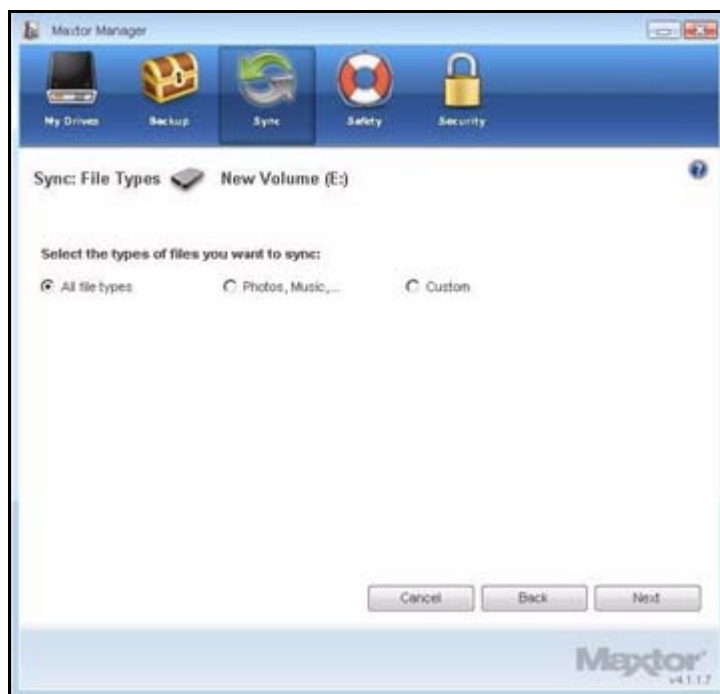 Maxtor Manager
My Drives Backup Sync Safety Security
Sync: File Types New Volume (E:)
Select the types of files you want to sync:
All file types Photos, Music,... Custom
Cancel Back Next
Maxtor
v4.1.1.7